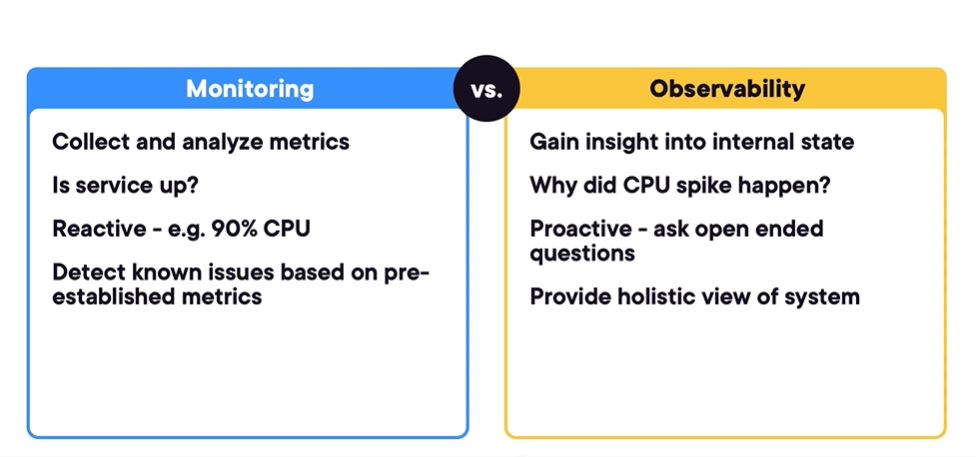 Monitoring
vs.
Observability
Collect and analyze metrics
Is service up?
Reactive - e.g. 90% CPU
Detect known issues based on pre-
established metrics
Gain insight into internal state
Why did CPU spike happen?
Proactive - ask open ended
questions
Provide holistic view of system